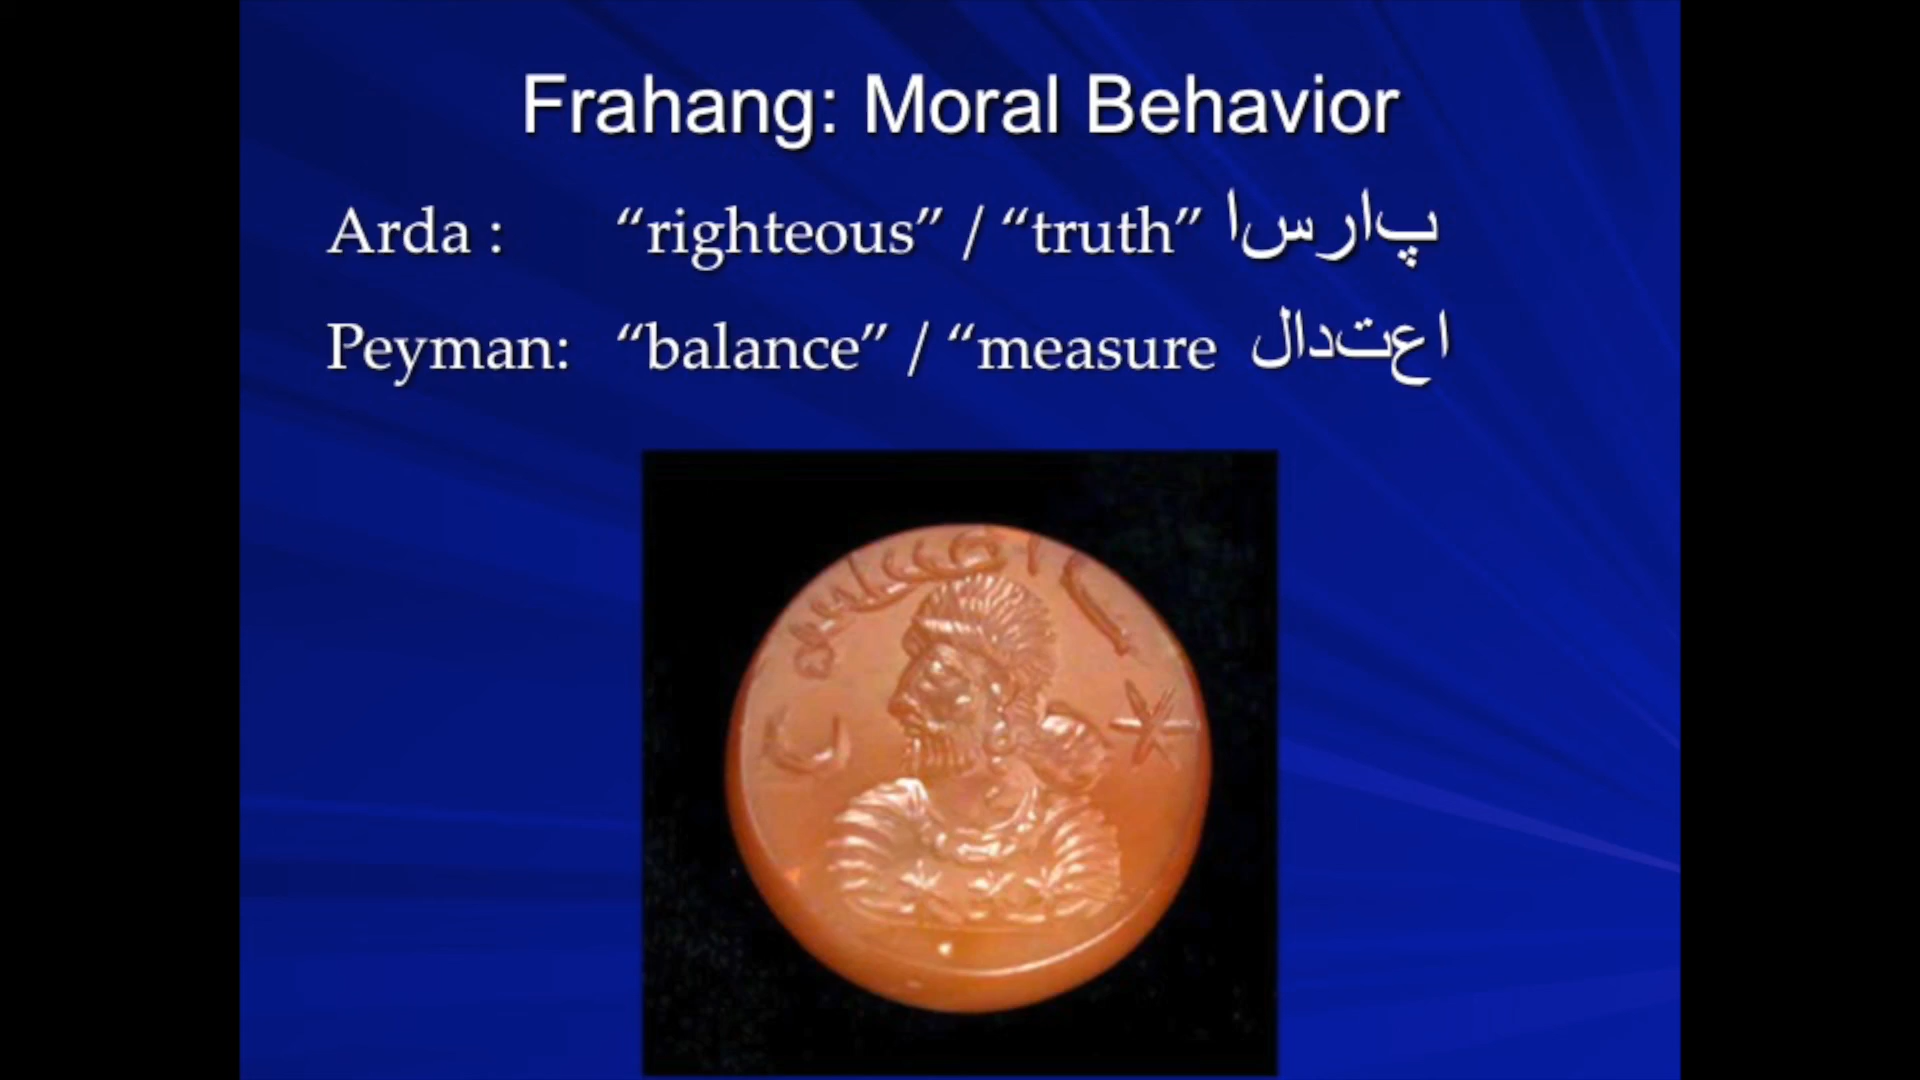 Frahang: Moral Behavior
Arda : “righteous” / “truth” پارسا
Peyman: “balance” / “measure اعتدال